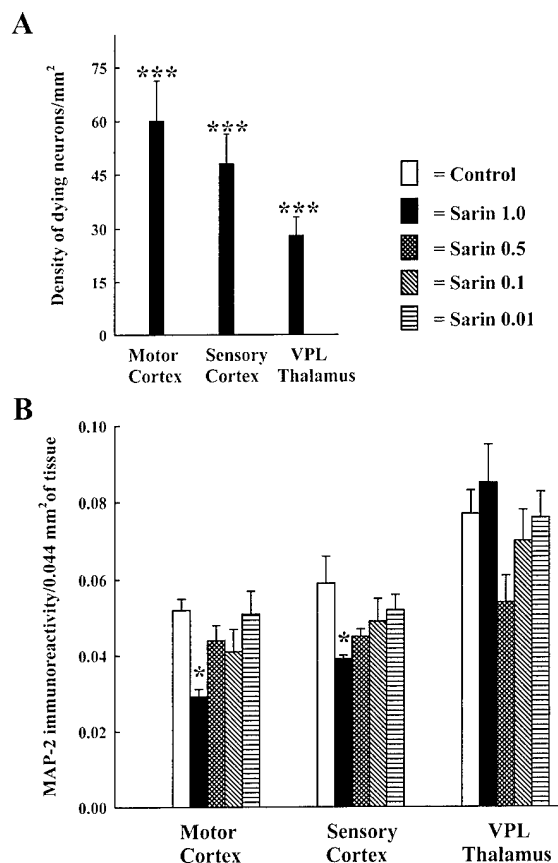 A
Density of dying neurons/mm²
75
60
45
30
15
0
***
***
***
Motor
Cortex
Sensory
Cortex
VPL
Thalamus
= Control
= Sarin 1.0
= Sarin 0.5
= Sarin 0.1
= Sarin 0.01
B
MAP-2 immunoreactivity/0.044 mm² of tissue
0.10
0.08
0.06
0.04
0.02
0.00
*
*
Motor
Cortex
Sensory
Cortex
VPL
Thalamus